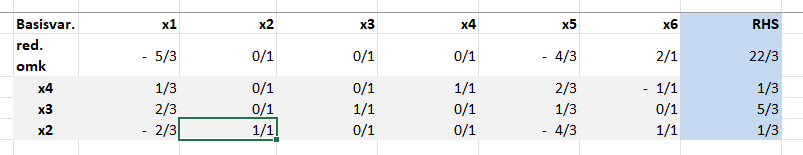 Basisvar. x1 x2 x3 x4 x5 x6 RHS
red.
omk - 5/3 0/1 0/1 0/1 - 4/3 2/1 22/3
x4 1/3 0/1 0/1 1/1 2/3 - 1/1 1/3
x3 2/3 0/1 1/1 0/1 1/3 0/1 5/3
x2 - 2/3 1/1 0/1 0/1 - 4/3 1/1 1/3